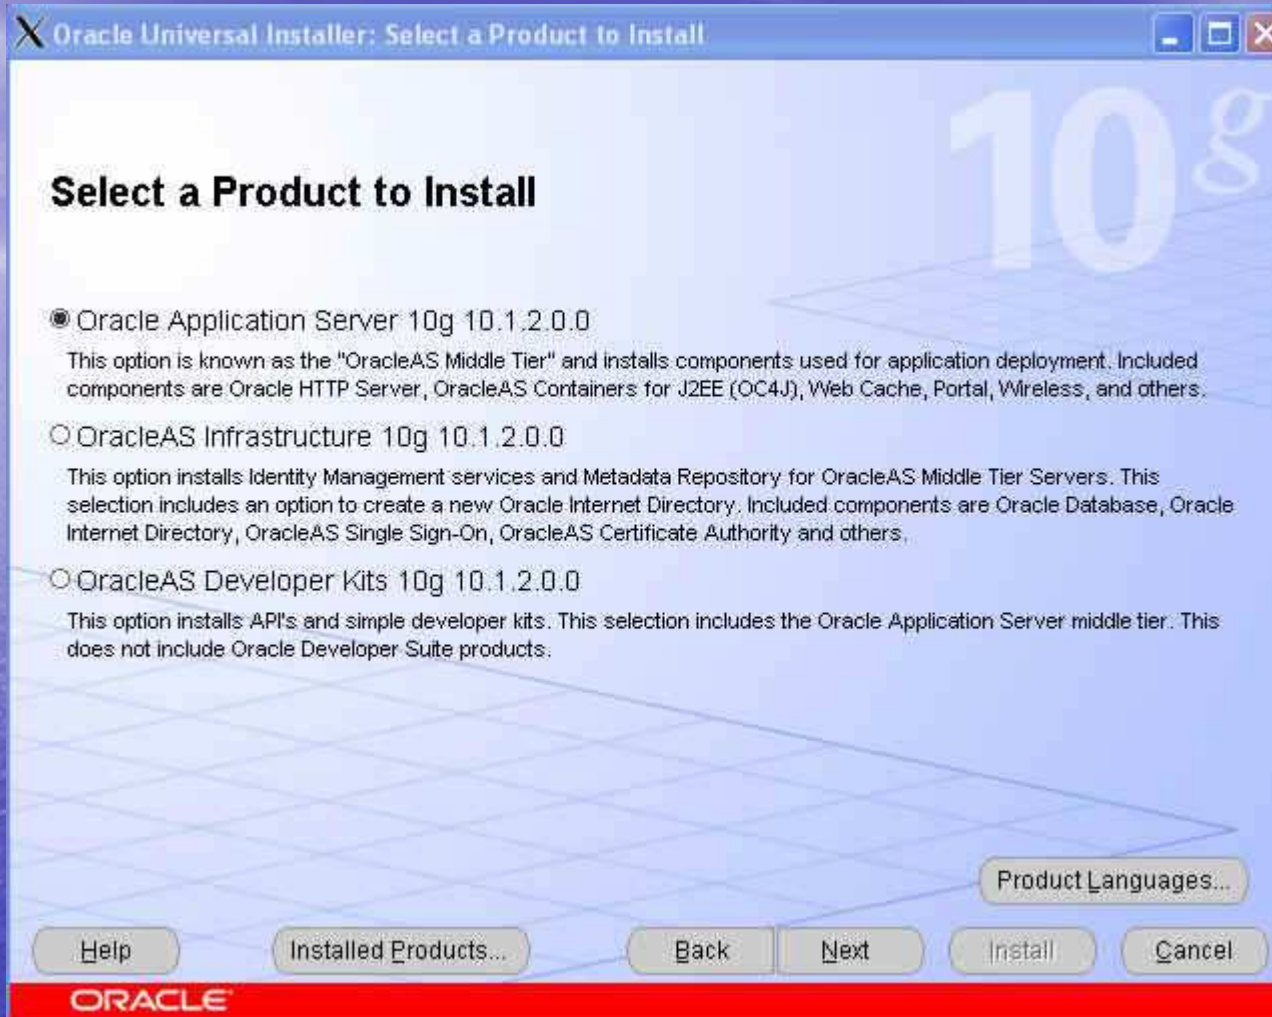 Oracle Universal Installer: Select a Product to Install
10g
Select a Product to Install
Oracle Application Server 10g 10.1.2.0.0
This option is known as the "OracleAS Middle Tier" and installs components used for application deployment. Included
components are Oracle HTTP Server, OracleAS Containers for J2EE (OC4J), Web Cache, Portal, Wireless, and others.
OracleAS Infrastructure 10g 10.1.2.0.0
This option installs Identity Management services and Metadata Repository for OracleAS Middle Tier Servers. This
selection includes an option to create a new Oracle Internet Directory. Included components are Oracle Database, Oracle
Internet Directory, OracleAS Single Sign-On, OracleAS Certificate Authority and others.
OracleAS Developer Kits 10g 10.1.2.0.0
This option installs API's and simple developer kits. This selection includes the Oracle Application Server middle tier. This
does not include Oracle Developer Suite products.
Product Languages...
Help Installed Products... Back Next Install Cancel
ORACLE